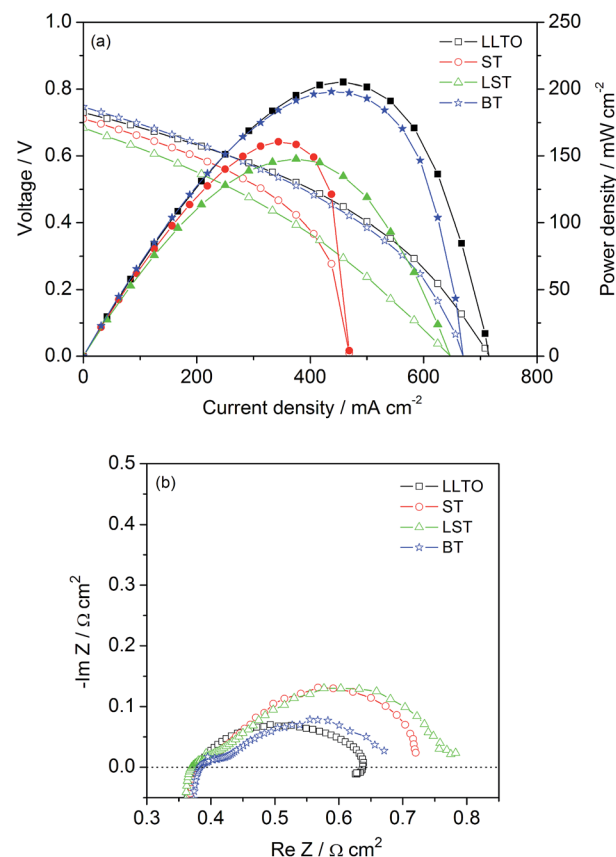 (a)
LLTO
ST
LST
BT
1.0
0.8
0.6
0.4
0.2
0.0
Voltage / V
250
200
150
100
50
0
Power density / mW cm⁻²
0 200 400 600 800
Current density / mA cm⁻²
(b)
LLTO
ST
LST
BT
0.5
0.4
0.3
0.2
0.1
0.0
-Im Z / Ω cm²
0.3 0.4 0.5 0.6 0.7 0.8
Re Z / Ω cm²